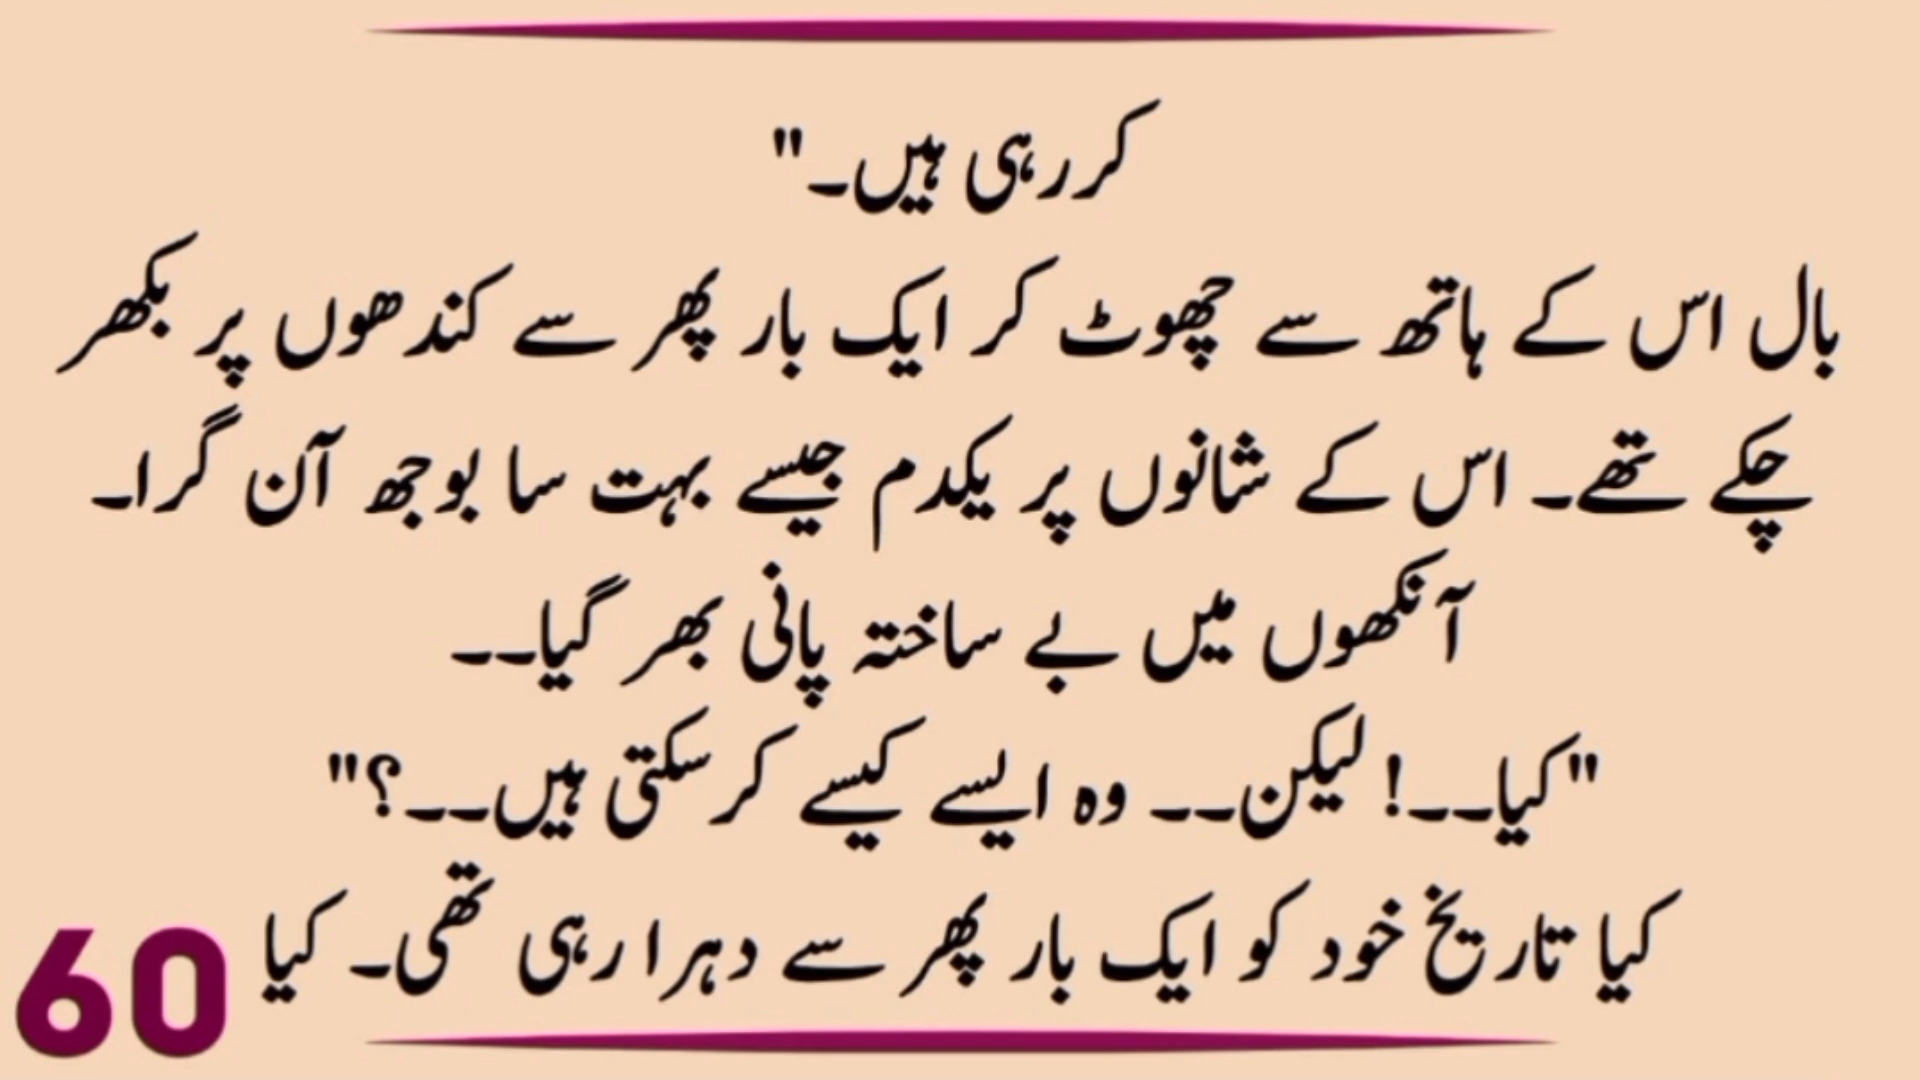 کر رہی ہیں۔"
بال اس کے ہاتھ سے چھوٹ کر ایک بار پھر سے کندھوں پر بکھر
چکے تھے۔ اس کے شانوں پر یکدم جیسے بہت سا بوجھ آن گرا۔
آنکھوں میں بے ساختہ پانی بھر گیا۔۔
"کیا۔۔! لیکن۔۔ وہ ایسے کیسے کر سکتی ہیں۔۔؟"
کیا تاریخ خود کو ایک بار پھر سے دہرا رہی تھی۔ کیا
60